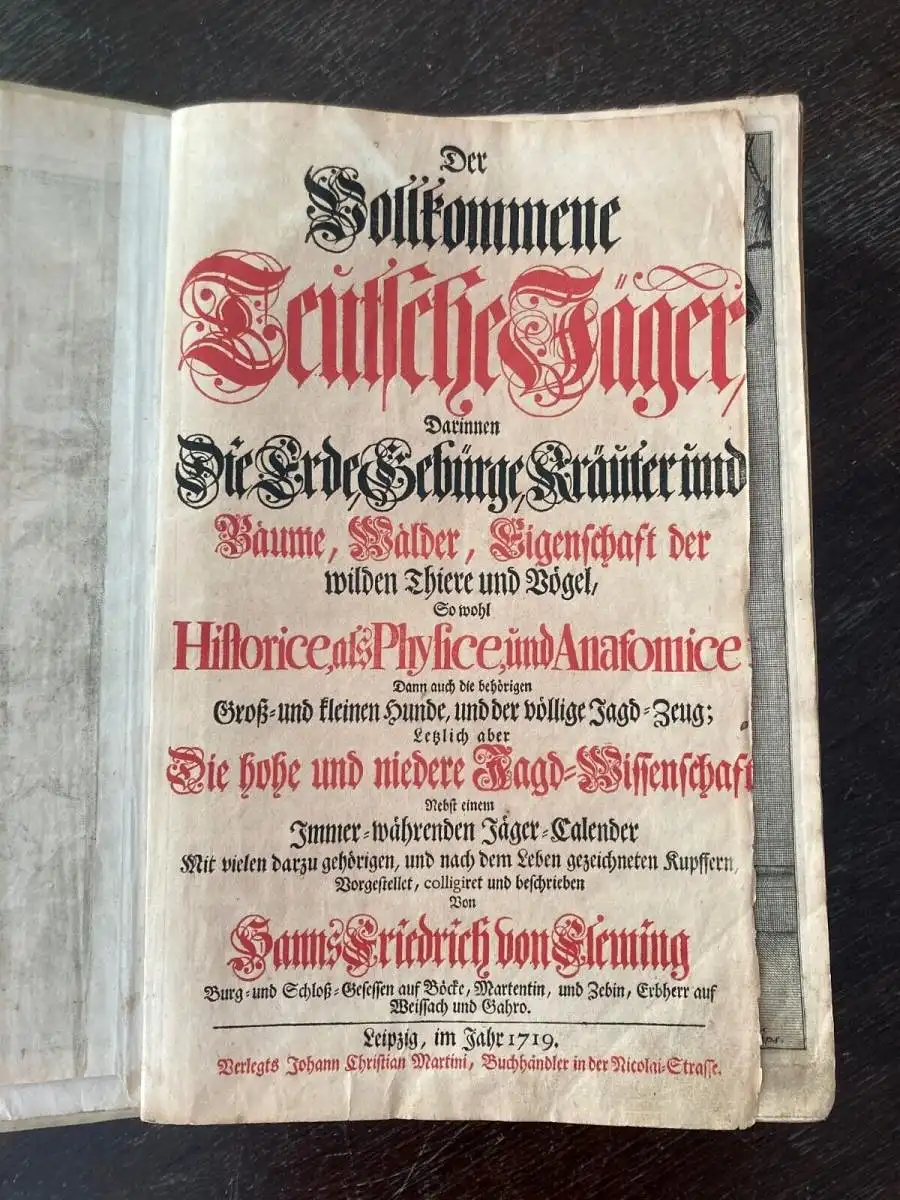 Der
Vollkommene
Teutsche Jäger,
Darinnen
Die Erde, Gebürge, Kräuter und
Bäume, Wälder, Eigenschaft der
wilden Thiere und Vögel,
So wohl
Historice, als Physice, und Anatomice
Dann auch die behörigen
Groß- und kleinen Hunde, und der völlige Jagd-Zeug;
Letzlich aber
Die hohe und niedere Jagd-Wissenschaft
Nebst einem
Immer-währenden Jäger-Calender
Mit vielen darzu gehörigen, und nach dem Leben gezeichneten Kupffern,
Vorgestellet, colligiret und beschrieben
Von
Hanns Friedrich von Fleming
Burg- und Schloß-Gesessen auf Böcke, Martentin, und Zebin, Erbherr auf
Weissach und Gahro.
Leipzig, im Jahr 1719.
Verlegts Johann Christian Martini, Buchhändler in der Nicolai-Strasse.